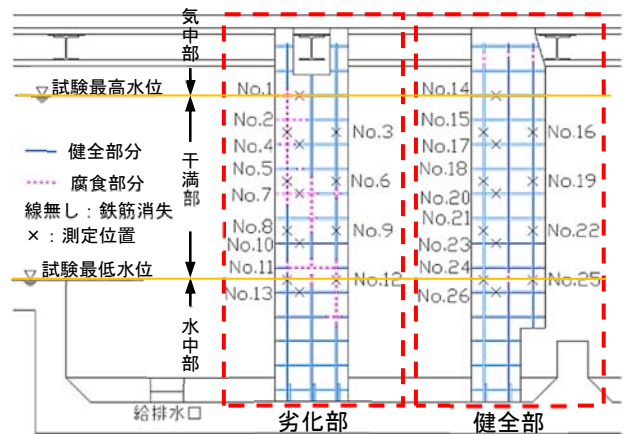 気中部
試験最高水位
No.1
No.14
No.2
No.15
No.3
No.16
No.4
No.17
健全部分
干満部
No.5
No.18
腐食部分
No.6
No.19
No.7
No.20
線無し：鉄筋消失
×：測定位置
No.8
No.21
No.9
No.22
No.10
No.23
試験最低水位
No.11
No.24
No.12
No.25
No.13
No.26
水中部
給排水口
劣化部
健全部